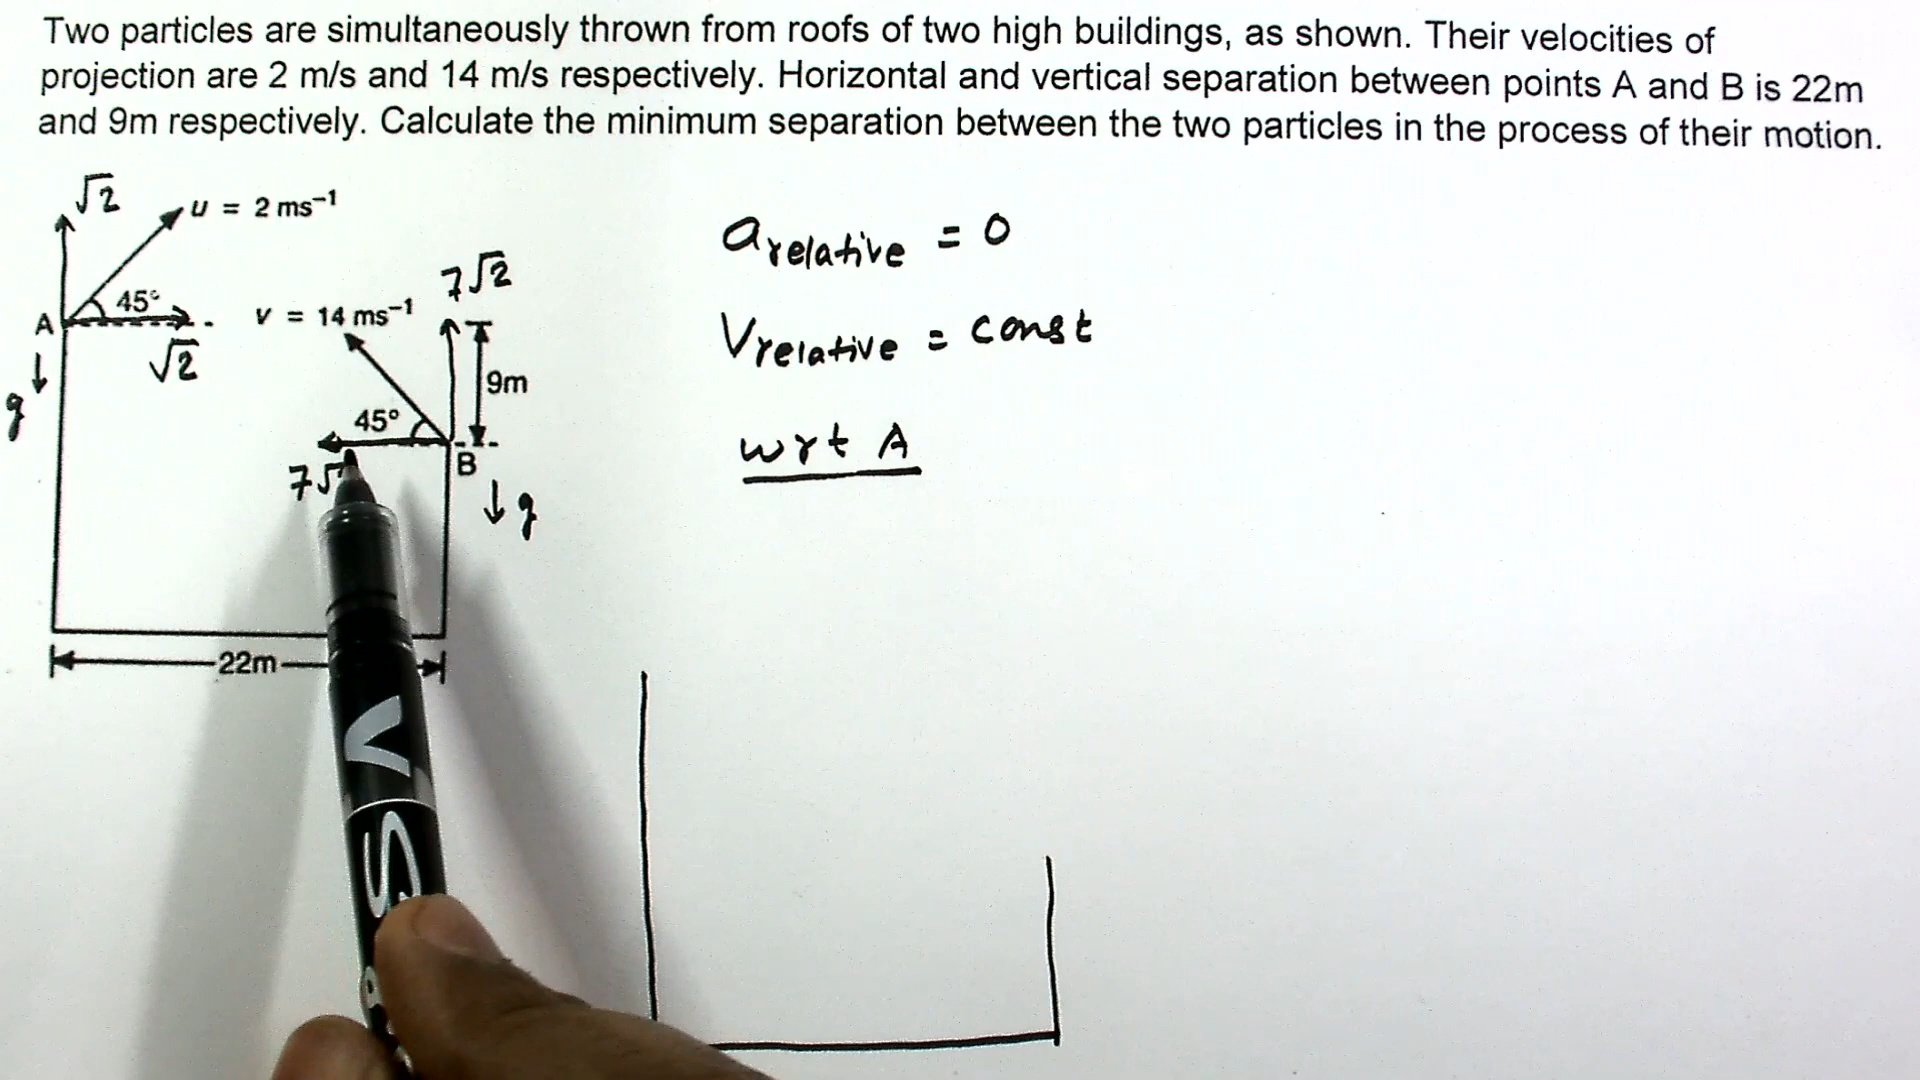 Two particles are simultaneously thrown from roofs of two high buildings, as shown. Their velocities of
projection are 2 m/s and 14 m/s respectively. Horizontal and vertical separation between points A and B is 22m
and 9m respectively. Calculate the minimum separation between the two particles in the process of their motion.
√2
u = 2 ms⁻¹
45°
A
√2
g
v = 14 ms⁻¹
7√2
9m
45°
B
7√
g
22m
a relative = 0
V relative = const
wrt A
VS